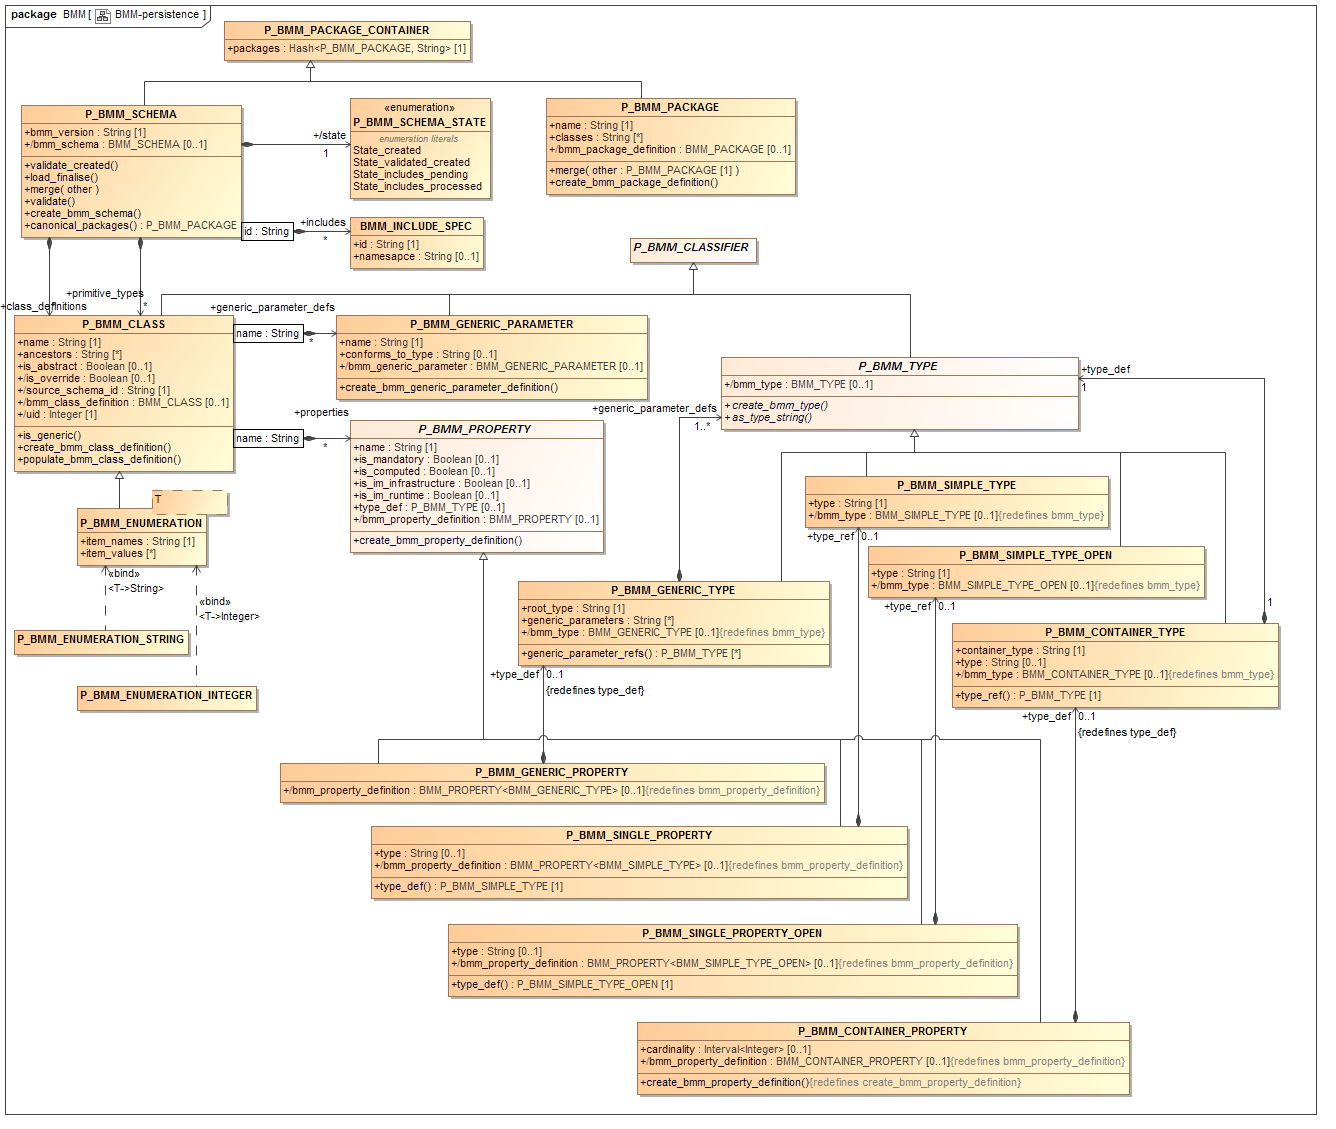 package BMM [ BMM-persistence ]
P_BMM_PACKAGE_CONTAINER
+packages : Hash<P_BMM_PACKAGE, String> [1]
P_BMM_SCHEMA
+bmm_version : String [1]
+/bmm_schema : BMM_SCHEMA [0..1]
+validate_created()
+load_finalise()
+merge( other )
+validate()
+create_bmm_schema()
+canonical_packages() : P_BMM_PACKAGE
+/state
1
«enumeration»
P_BMM_SCHEMA_STATE
enumeration literals
State_created
State_validated_created
State_includes_pending
State_includes_processed
P_BMM_PACKAGE
+name : String [1]
+classes : String [*]
+/bmm_package_definition : BMM_PACKAGE [0..1]
+merge( other : P_BMM_PACKAGE [1] )
+create_bmm_package_definition()
id : String
+includes
*
BMM_INCLUDE_SPEC
+id : String [1]
+namesapce : String [0..1]
P_BMM_CLASSIFIER
+primitive_types
*
+class_definitions
+generic_parameter_defs
P_BMM_CLASS
+name : String [1]
+ancestors : String [*]
+is_abstract : Boolean [0..1]
+/is_override : Boolean [0..1]
+/source_schema_id : String [1]
+/bmm_class_definition : BMM_CLASS [0..1]
+/uid : Integer [1]
+is_generic()
+create_bmm_class_definition()
+populate_bmm_class_definition()
name : String
*
P_BMM_GENERIC_PARAMETER
+name : String [1]
+conforms_to_type : String [0..1]
+/bmm_generic_parameter : BMM_GENERIC_PARAMETER [0..1]
+create_bmm_generic_parameter_definition()
P_BMM_TYPE
+/bmm_type : BMM_TYPE [0..1]
+ create_bmm_type()
+ as_type_string()
+type_def
1
+generic_parameter_defs
1..*
+properties
name : String
*
P_BMM_PROPERTY
+name : String [1]
+is_mandatory : Boolean [0..1]
+is_computed : Boolean [0..1]
+is_im_infrastructure : Boolean [0..1]
+is_im_runtime : Boolean [0..1]
+type_def : P_BMM_TYPE [0..1]
+/bmm_property_definition : BMM_PROPERTY [0..1]
+create_bmm_property_definition()
T
P_BMM_ENUMERATION
+item_names : String [1]
+item_values [*]
«bind»
<T->String>
«bind»
<T->Integer>
P_BMM_ENUMERATION_STRING
P_BMM_ENUMERATION_INTEGER
P_BMM_SIMPLE_TYPE
+type : String [1]
+/bmm_type : BMM_SIMPLE_TYPE [0..1]{redefines bmm_type}
+type_ref 0..1
P_BMM_SIMPLE_TYPE_OPEN
+type : String [1]
+/bmm_type : BMM_SIMPLE_TYPE_OPEN [0..1]{redefines bmm_type}
+type_ref 0..1
1
P_BMM_GENERIC_TYPE
+root_type : String [1]
+generic_parameters : String [*]
+/bmm_type : BMM_GENERIC_TYPE [0..1]{redefines bmm_type}
+generic_parameter_refs() : P_BMM_TYPE [*]
+type_def 0..1
{redefines type_def}
P_BMM_CONTAINER_TYPE
+container_type : String [1]
+type : String [0..1]
+/bmm_type : BMM_CONTAINER_TYPE [0..1]{redefines bmm_type}
+type_ref() : P_BMM_TYPE [1]
+type_def 0..1
{redefines type_def}
P_BMM_GENERIC_PROPERTY
+/bmm_property_definition : BMM_PROPERTY<BMM_GENERIC_TYPE> [0..1]{redefines bmm_property_definition}
P_BMM_SINGLE_PROPERTY
+type : String [0..1]
+/bmm_property_definition : BMM_PROPERTY<BMM_SIMPLE_TYPE> [0..1]{redefines bmm_property_definition}
+type_def() : P_BMM_SIMPLE_TYPE [1]
P_BMM_SINGLE_PROPERTY_OPEN
+type : String [0..1]
+/bmm_property_definition : BMM_PROPERTY<BMM_SIMPLE_TYPE_OPEN> [0..1]{redefines bmm_property_definition}
+type_def() : P_BMM_SIMPLE_TYPE_OPEN [1]
P_BMM_CONTAINER_PROPERTY
+cardinality : Interval<Integer> [0..1]
+/bmm_property_definition : BMM_CONTAINER_PROPERTY [0..1]{redefines bmm_property_definition}
+create_bmm_property_definition(){redefines create_bmm_property_definition}